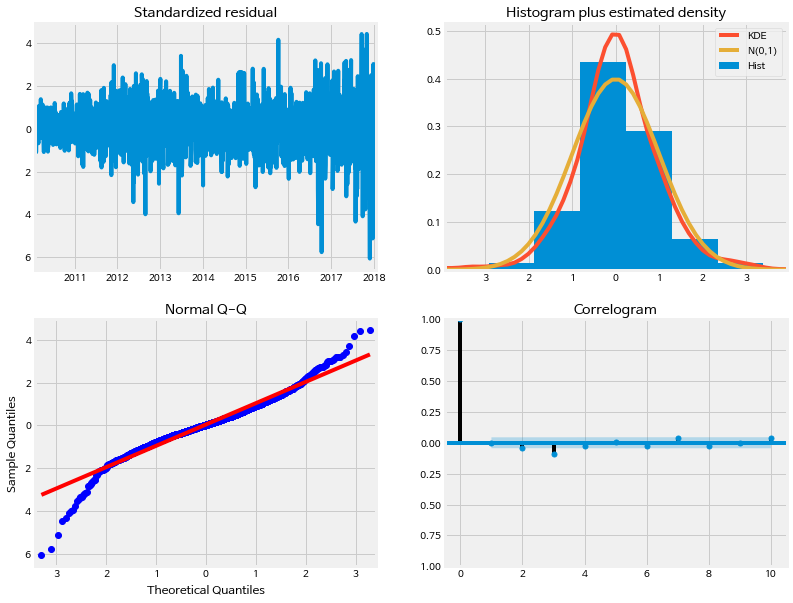 Standardized residual
4
2
0
2
4
6
2011 2012 2013 2014 2015 2016 2017 2018
Histogram plus estimated density
KDE
N(0,1)
Hist
0.5
0.4
0.3
0.2
0.1
0.0
3 2 1 0 1 2 3
Normal Q-Q
Sample Quantiles
4
2
0
2
4
6
3 2 1 0 1 2 3
Theoretical Quantiles
Correlogram
1.00
0.75
0.50
0.25
0.00
0.25
0.50
0.75
1.00
0 2 4 6 8 10